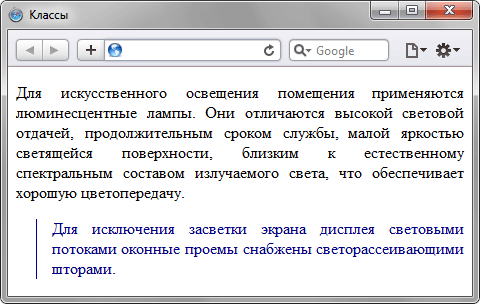 Классы
Google
Для искусственного освещения помещения применяются
люминесцентные лампы. Они отличаются высокой световой
отдачей, продолжительным сроком службы, малой яркостью
светящейся поверхности, близким к естественному
спектральным составом излучаемого света, что обеспечивает
хорошую цветопередачу.
Для исключения засветки экрана дисплея световыми
потоками оконные проемы снабжены светорассеивающими
шторами.